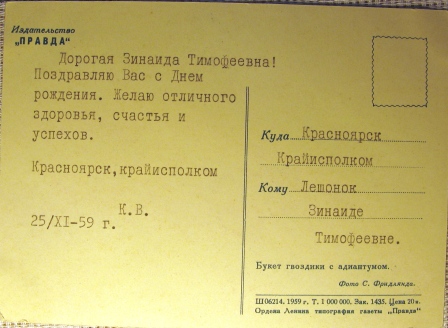 Издательство
„ПРАВДА"
Дорогая Зинаида Тимофеевна!
Поздравляю Вас с Днем
рождения. Желаю отличного
здоровья, счастья и
успехов.
Красноярск,крайисполком
К.В.
25/XI-59 г.
Куда Красноярск
Крайисполком
Кому Лешонок
Зинаиде
Тимофеевне.
Букет гвоздики с адиантумом.
Фото С. Фридлянда.
Ш 06214. 1959 г. Т. 1 000 000. Зак. 1435. Цена 20 к.
Ордена Ленина типография газеты „Правда"